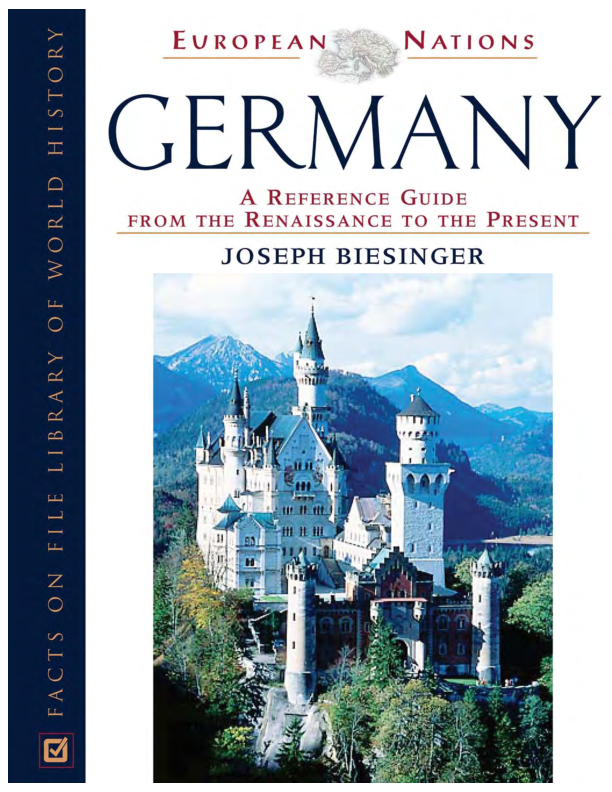 EUROPEAN NATIONS
GERMANY
A REFERENCE GUIDE
FROM THE RENAISSANCE TO THE PRESENT
JOSEPH BIESINGER
FACTS ON FILE LIBRARY OF WORLD HISTORY